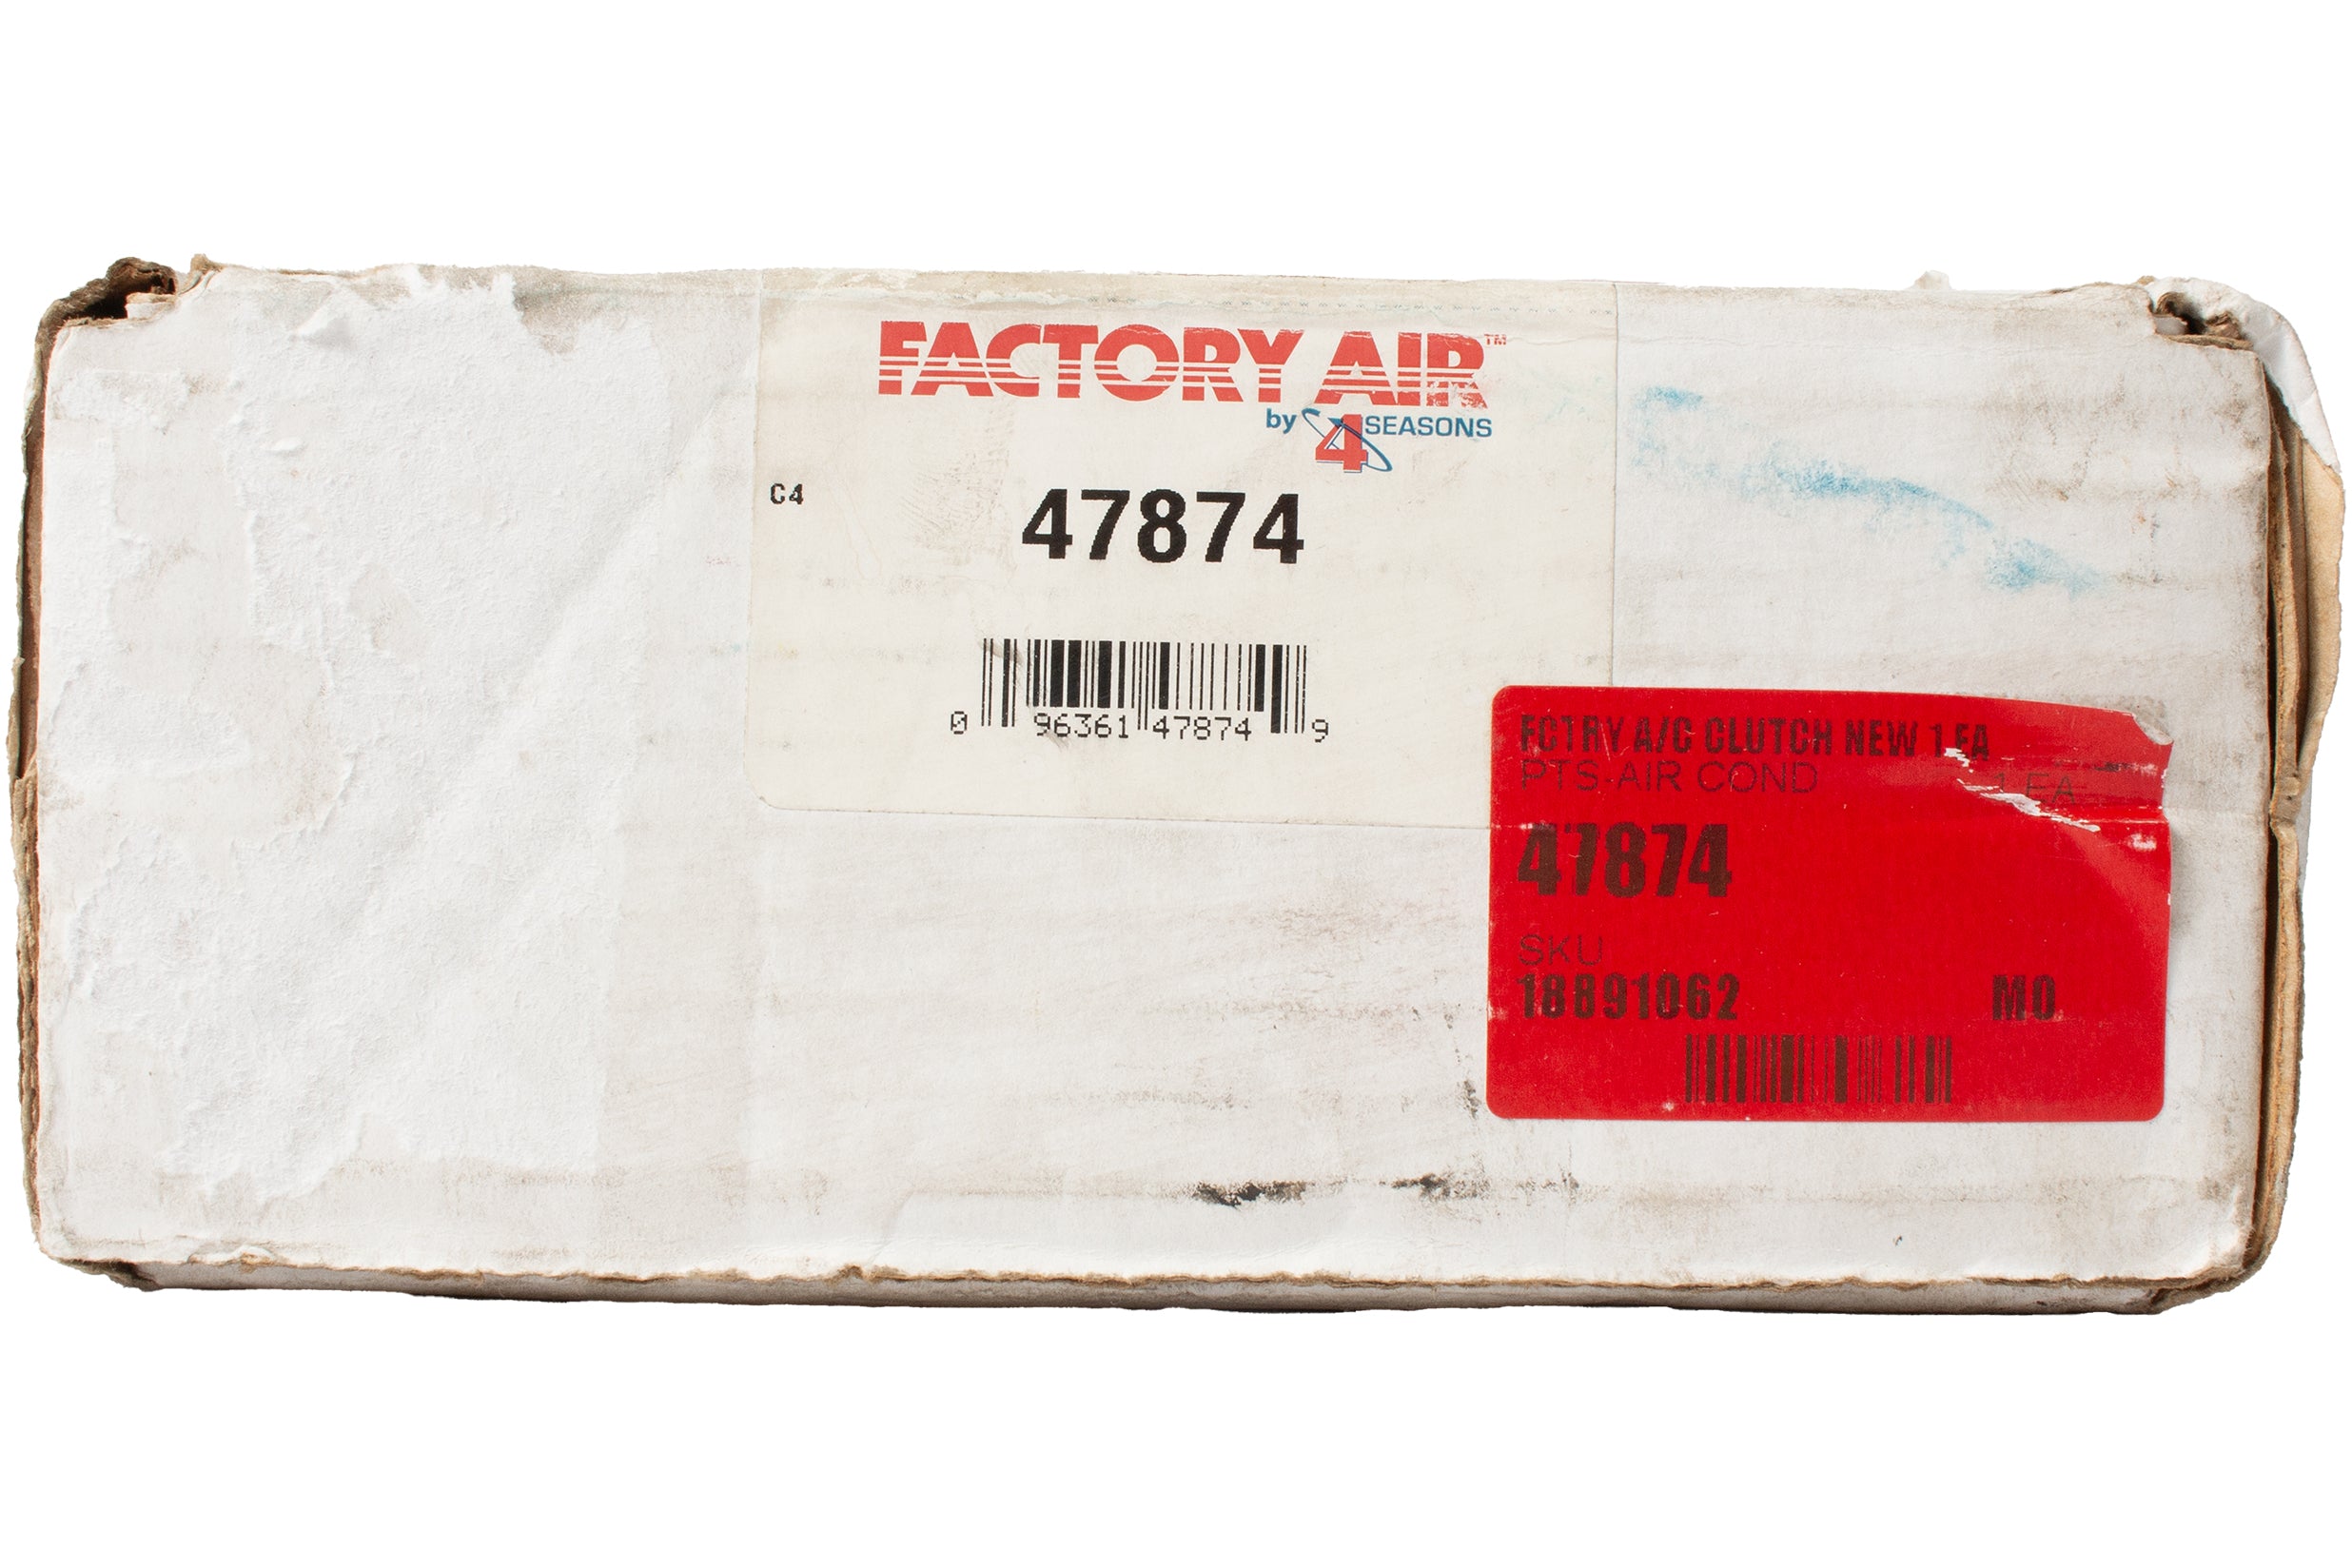 FACTORY AIR™
by 4 SEASONS
C4
47874
0 96361 47874 9
FCTRY A/C CLUTCH NEW 1 EA
PTS-AIR COND 1 EA
47874
SKU
18891062 M0